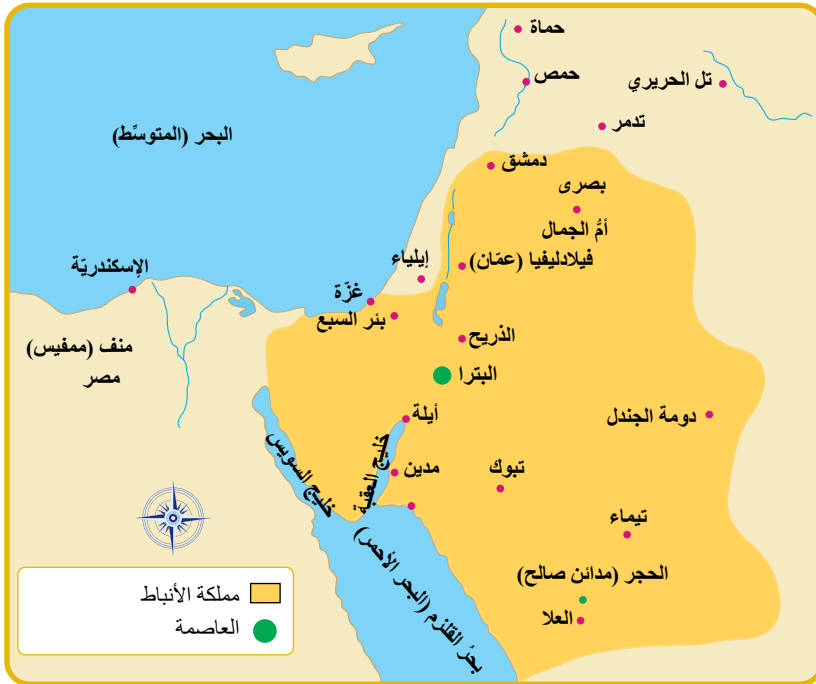 حماة
حمص
تل الحريري
تدمر
البحر (المتوسِّط)
دمشق
بصرى
أمُّ الجمال
فيلادليفيا (عمّان)
إيلياء
الإسكندريّة
غزّة
بئر السبع
منف (ممفيس)
مصر
الذريح
البترا
أيلة
دومة الجندل
خليج السويس
خليج العقبة
مدين
تبوك
تيماء
بحرُ القلزم (البحر الأحمر)
الحجر (مدائن صالح)
العلا
مملكة الأنباط
العاصمة